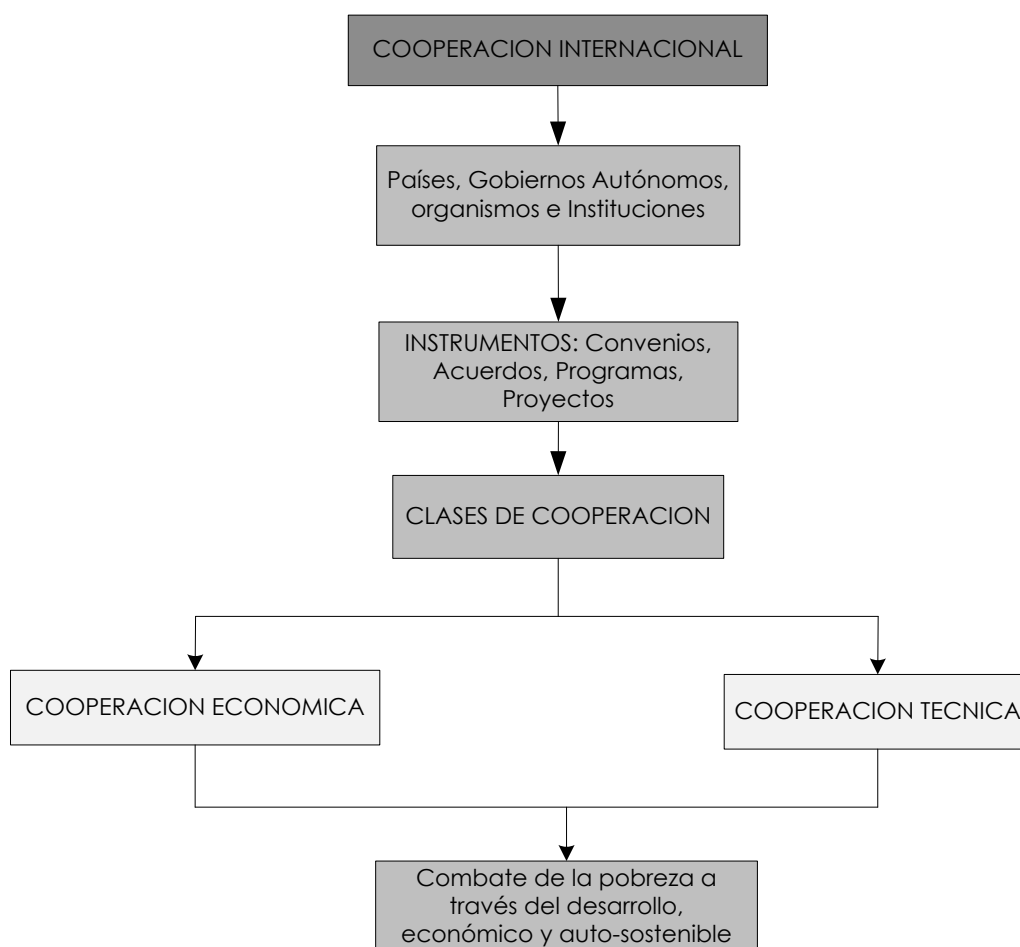 COOPERACION INTERNACIONAL
Países, Gobiernos Autónomos,
organismos e Instituciones
INSTRUMENTOS: Convenios,
Acuerdos, Programas,
Proyectos
CLASES DE COOPERACION
COOPERACION ECONOMICA
COOPERACION TECNICA
Combate de la pobreza a
través del desarrollo,
económico y auto-sostenible